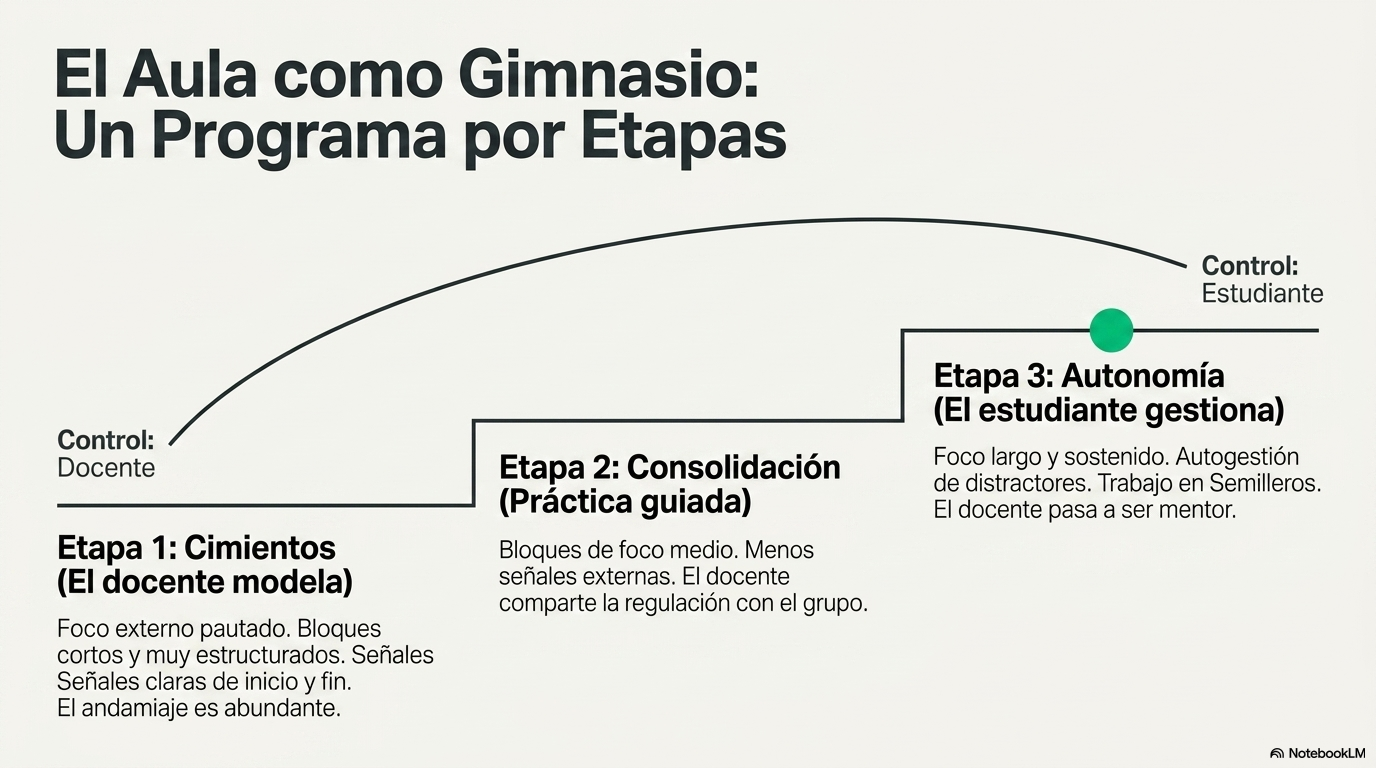 El Aula como Gimnasio:
Un Programa por Etapas
Control:
Docente
Control:
Estudiante
Etapa 1: Cimientos
(El docente modela)
Foco externo pautado. Bloques
cortos y muy estructurados. Señales
Señales claras de inicio y fin.
El andamiaje es abundante.
Etapa 2: Consolidación
(Práctica guiada)
Bloques de foco medio. Menos
señales externas. El docente
comparte la regulación con el grupo.
Etapa 3: Autonomía
(El estudiante gestiona)
Foco largo y sostenido. Autogestión
de distractores. Trabajo en Semilleros.
El docente pasa a ser mentor.
NotebookLM